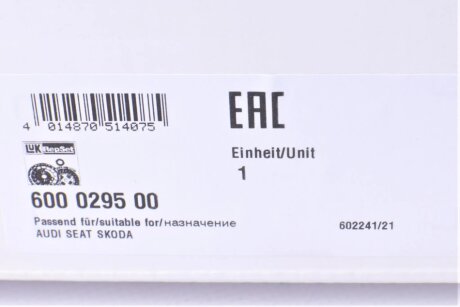 4 014870 514075
EAC
LuK RepSet
Einheit/Unit
1
600 0295 00
Passend für/suitable for/назначение
AUDI SEAT SKODA
602241/21